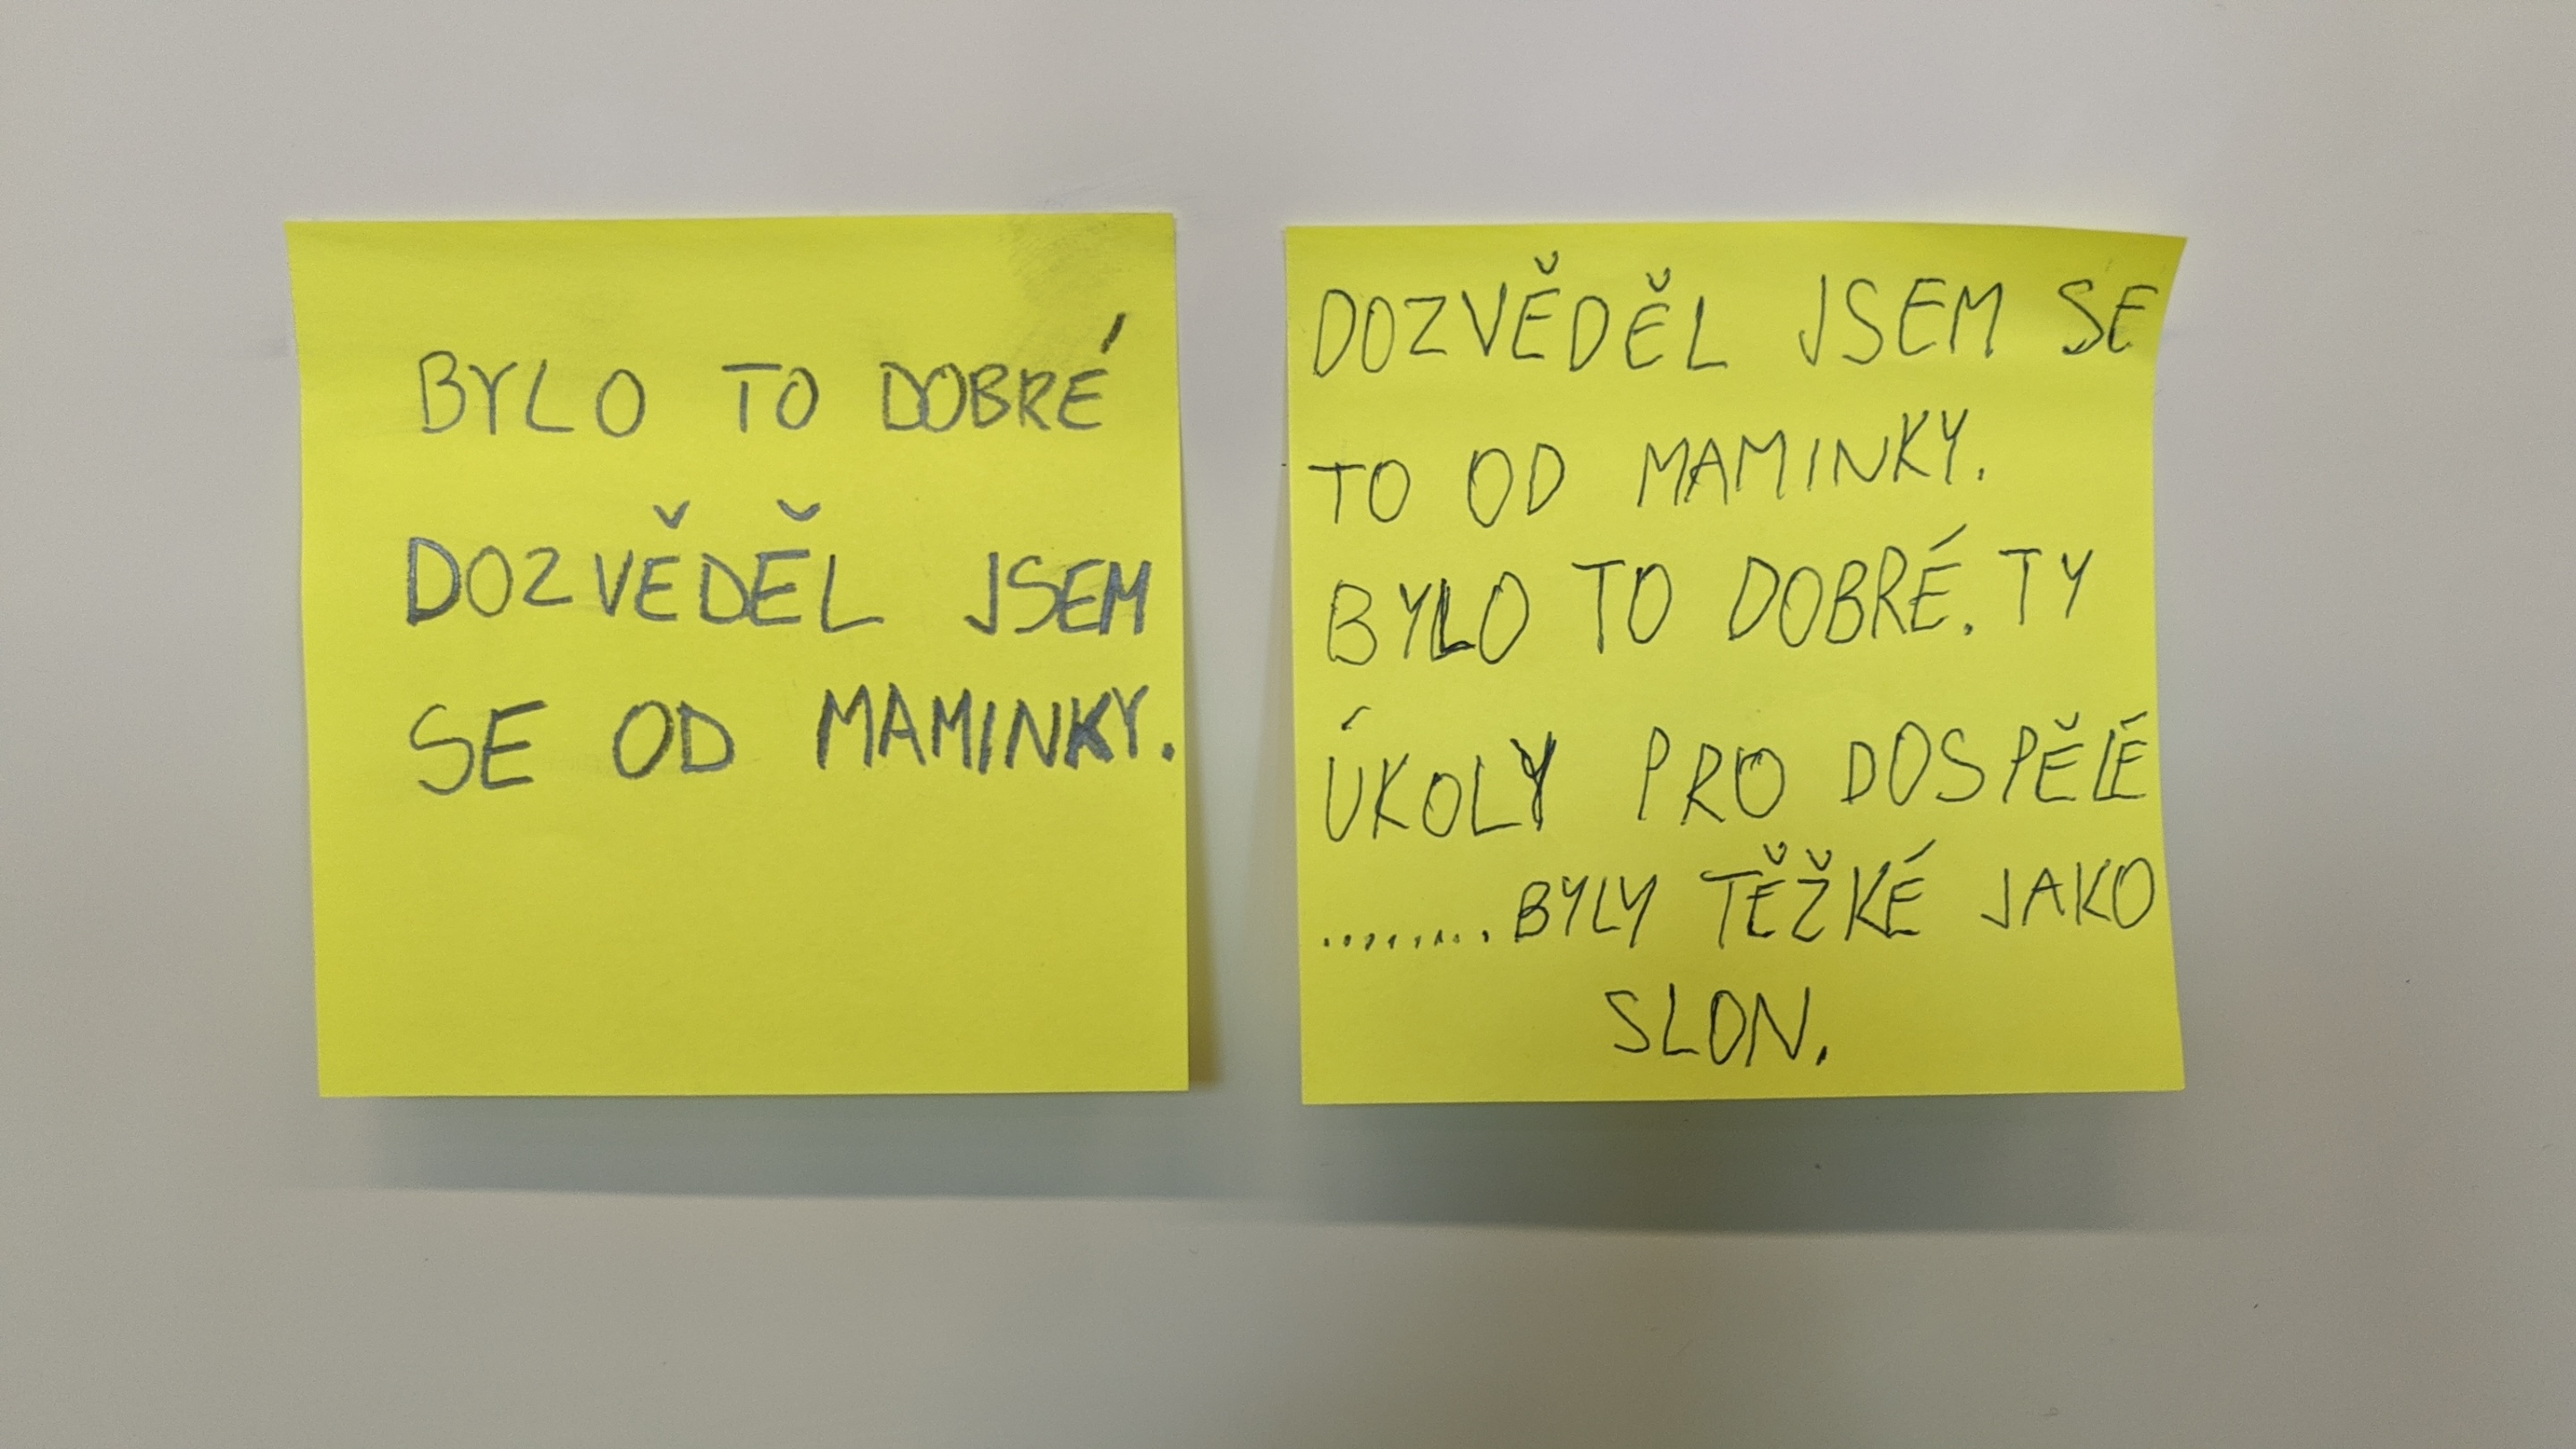 BYLO TO DOBRÉ
DOZVĚDĚL JSEM
SE OD MAMINKY.
DOZVĚDĚL JSEM SE
TO OD MAMINKY.
BYLO TO DOBRÉ. TY
ÚKOLY PRO DOSPĚLÉ
......... BYLY TĚŽKÉ JAKO
SLON.